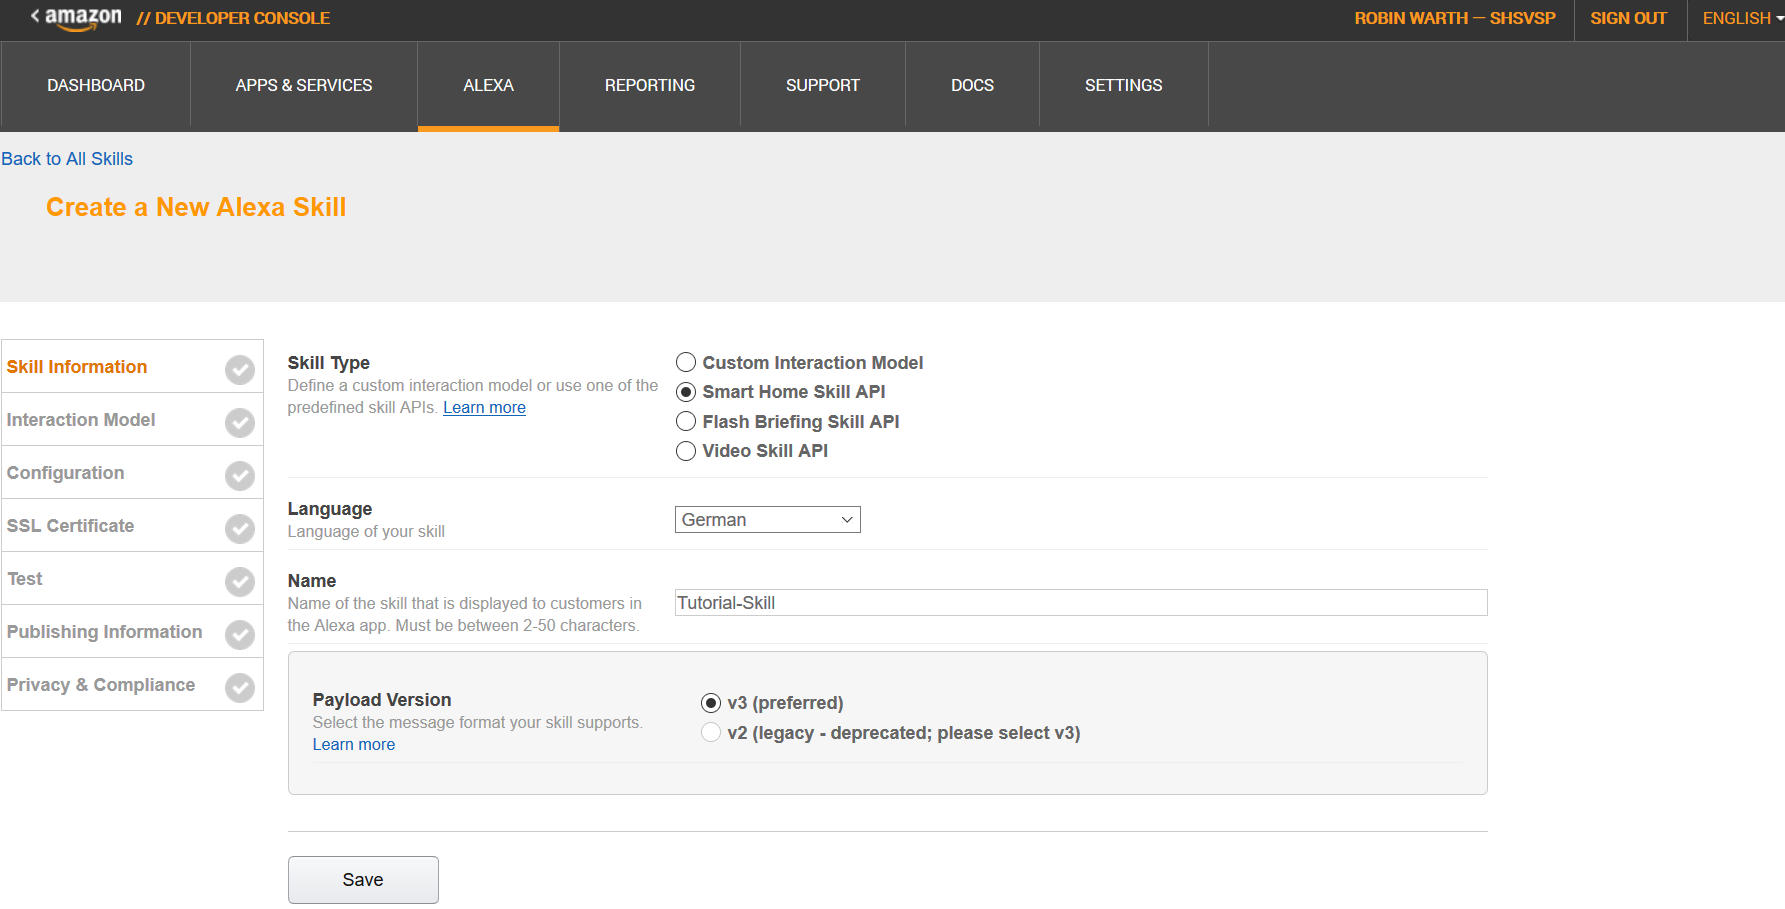 amazon // DEVELOPER CONSOLE ROBIN WARTH — SHSVSP SIGN OUT ENGLISH
DASHBOARD APPS & SERVICES ALEXA REPORTING SUPPORT DOCS SETTINGS
Back to All Skills
Create a New Alexa Skill
Skill Information
Interaction Model
Configuration
SSL Certificate
Test
Publishing Information
Privacy & Compliance
Skill Type
Define a custom interaction model or use one of the
predefined skill APIs. Learn more
Custom Interaction Model
Smart Home Skill API
Flash Briefing Skill API
Video Skill API
Language
Language of your skill
German
Name
Name of the skill that is displayed to customers in
the Alexa app. Must be between 2-50 characters.
Tutorial-Skill
Payload Version
Select the message format your skill supports.
Learn more
v3 (preferred)
v2 (legacy - deprecated; please select v3)
Save